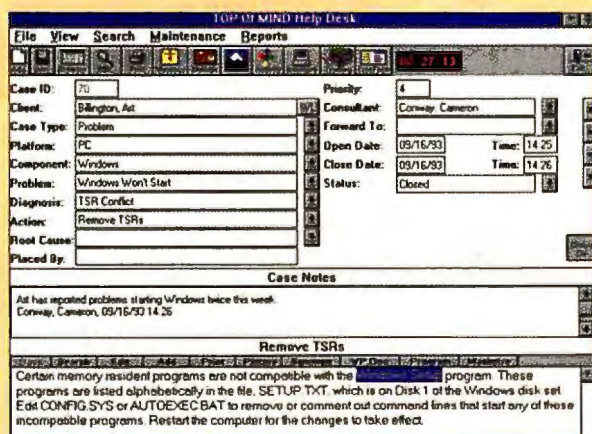 TOP OF MIND Help Desk
File View Search Maintenance Reports
27 13
Case ID: 70 Priority: 4
Client: Billington, Art Consultant: Conway, Cameron
Case Type: Problem Forward To:
Platform: PC Open Date: 09/16/93 Time: 14 25
Component: Windows Close Date: 09/16/93 Time: 14 26
Problem: Windows Won't Start Status: Closed
Diagnosis: TSR Conflict
Action: Remove TSRs
Root Cause:
Placed By:
Case Notes
Art has reported problems starting Windows twice this week.
Conway, Cameron, 09/16/93 14 26
Remove TSRs
Search Edit Add Print
Certain memory resident programs are not compatible with the program. These
programs are listed alphabetically in the file, SETUP TXT, which is on Disk 1 of the Windows disk set.
Edit CONFIG.SYS or AUTOEXEC.BAT to remove or comment out command lines that start any of these
incompatible programs. Restart the computer for the changes to take effect.